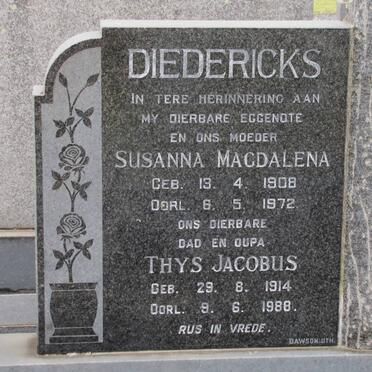 DIEDERICKS
IN TERE HERINNERING AAN
MY DIERBARE EGGENOTE
EN ONS MOEDER
SUSANNA MAGDALENA
GEB. 13. 4. 1908
OORL. 6. 5. 1972
ONS DIERBARE
DAD EN OUPA
THYS JACOBUS
GEB. 29. 8. 1914
OORL. 9. 6. 1988.
RUS IN VREDE.
DAWSON.UTH.